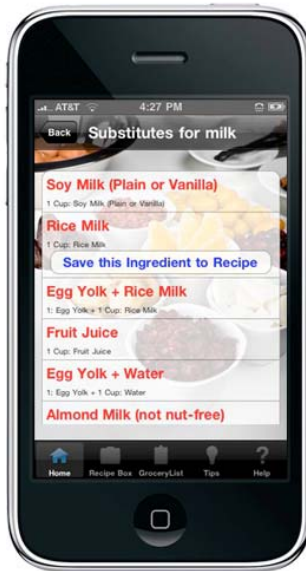 AT&T 4:27 PM
Back Substitutes for milk
Soy Milk (Plain or Vanilla)
1 Cup: Soy Milk (Plain or Vanilla)
Rice Milk
1 Cup: Rice Milk
Save this Ingredient to Recipe
Egg Yolk + Rice Milk
1: Egg Yolk + 1 Cup: Rice Milk
Fruit Juice
1 Cup: Fruit Juice
Egg Yolk + Water
1: Egg Yolk + 1 Cup: Water
Almond Milk (not nut-free)
Home Recipe Box GroceryList Tips Help